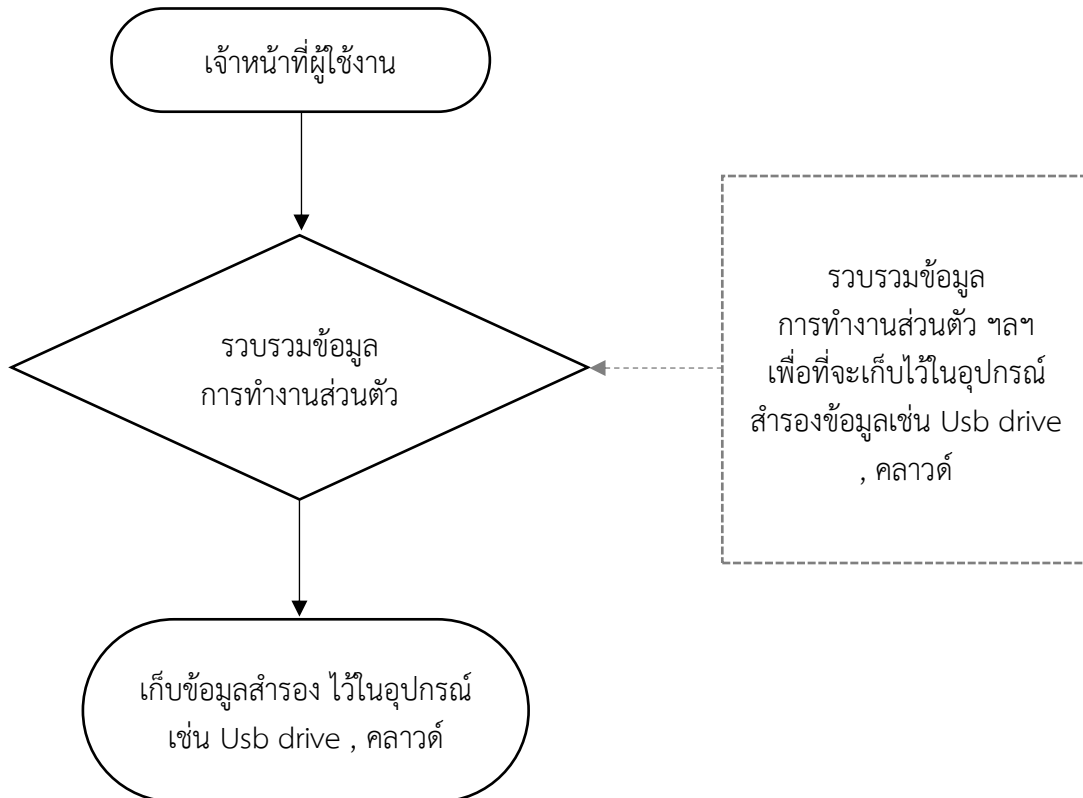 เจ้าหน้าที่ผู้ใช้งาน
รวบรวมข้อมูล
การทำงานส่วนตัว
รวบรวมข้อมูล
การทำงานส่วนตัว ฯลฯ
เพื่อที่จะเก็บไว้ในอุปกรณ์
สำรองข้อมูลเช่น Usb drive
, คลาวด์
เก็บข้อมูลสำรอง ไว้ในอุปกรณ์
เช่น Usb drive , คลาวด์